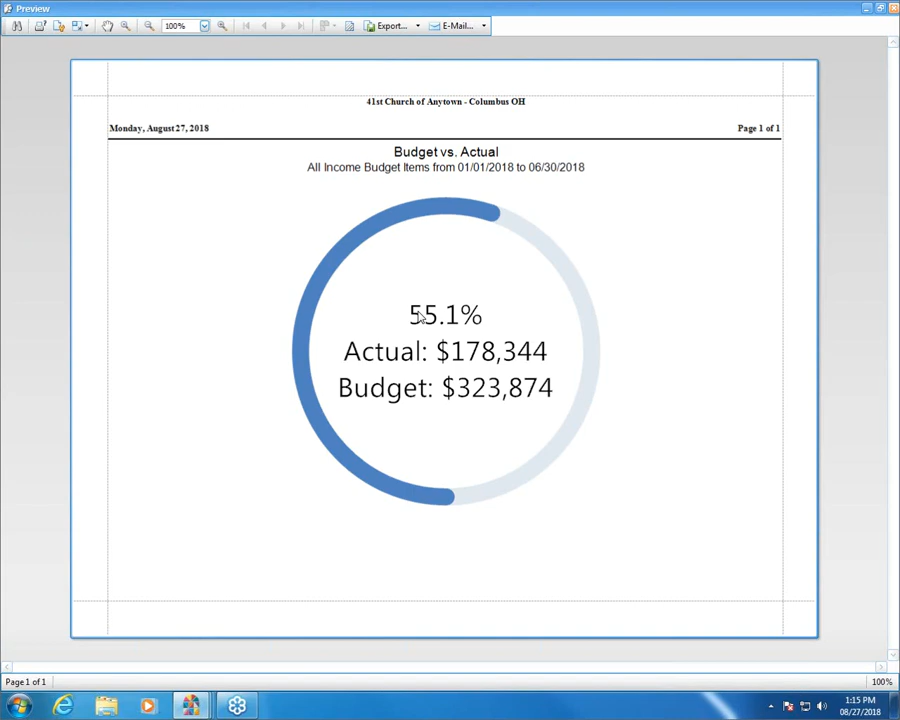 Preview
100%
Export...
E-Mail...
41st Church of Anytown - Columbus OH
Monday, August 27, 2018
Page 1 of 1
Budget vs. Actual
All Income Budget Items from 01/01/2018 to 06/30/2018
55.1%
Actual: $178,344
Budget: $323,874
Page 1 of 1
100%
1:15 PM
08/27/2018